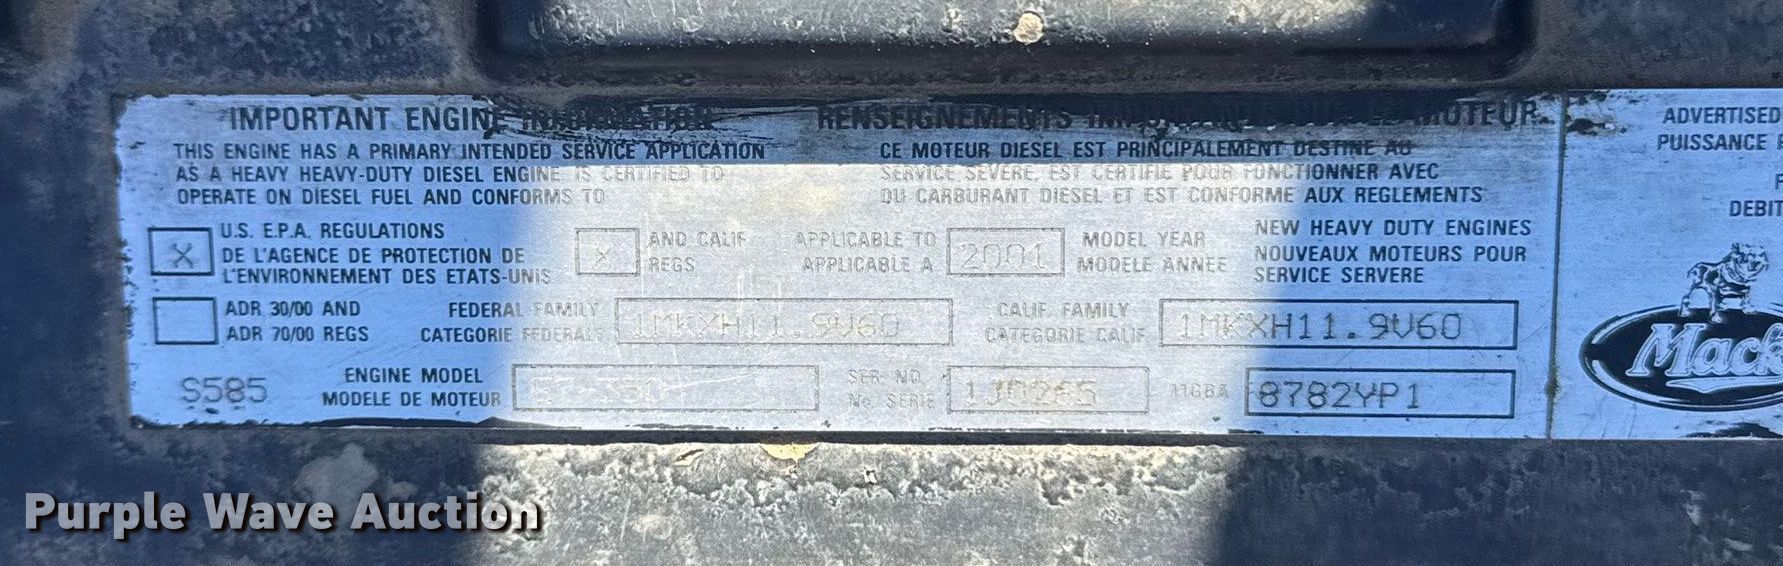 IMPORTANT ENGINE INFORMATION
THIS ENGINE HAS A PRIMARY INTENDED SERVICE APPLICATION
AS A HEAVY HEAVY-DUTY DIESEL ENGINE IS CERTIFIED TO
OPERATE ON DIESEL FUEL AND CONFORMS TO
RENSEIGNEMENTS IMPORTANTS LE MOTEUR
CE MOTEUR DIESEL EST PRINCIPALEMENT DESTINE AU
SERVICE SEVERE, EST CERTIFIE POUR FONCTIONNER AVEC
DU CARBURANT DIESEL ET EST CONFORME AUX REGLEMENTS
X
U.S. E.P.A. REGULATIONS
DE L'AGENCE DE PROTECTION DE
L'ENVIRONNEMENT DES ETATS-UNIS
X
AND CALIF
REGS
APPLICABLE TO
APPLICABLE A
2001
MODEL YEAR
MODELE ANNEE
NEW HEAVY DUTY ENGINES
NOUVEAUX MOTEURS POUR
SERVICE SERVERE
ADR 30/00 AND
ADR 70/00 REGS
FEDERAL FAMILY
CATEGORIE FEDERALE
1MKXH11.9V60
CALIF. FAMILY
CATEGORIE CALIF.
1MKXH11.9V60
S585
ENGINE MODEL
MODELE DE MOTEUR
SER. NO.
No. SERIE
1J0265
11GBA
8782YP1
ADVERTISED
PUISSANCE
DEBIT
Mack
Purple Wave Auction